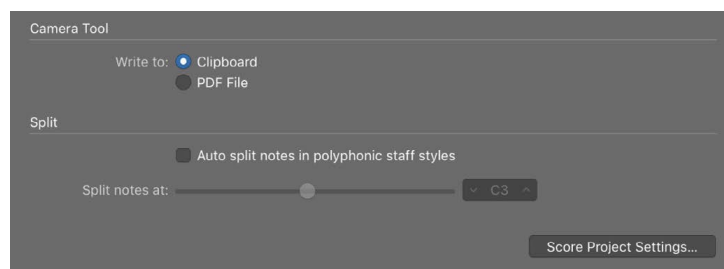 Camera Tool
Write to: Clipboard
PDF File
Split
Auto split notes in polyphonic staff styles
Split notes at: C3
Score Project Settings...